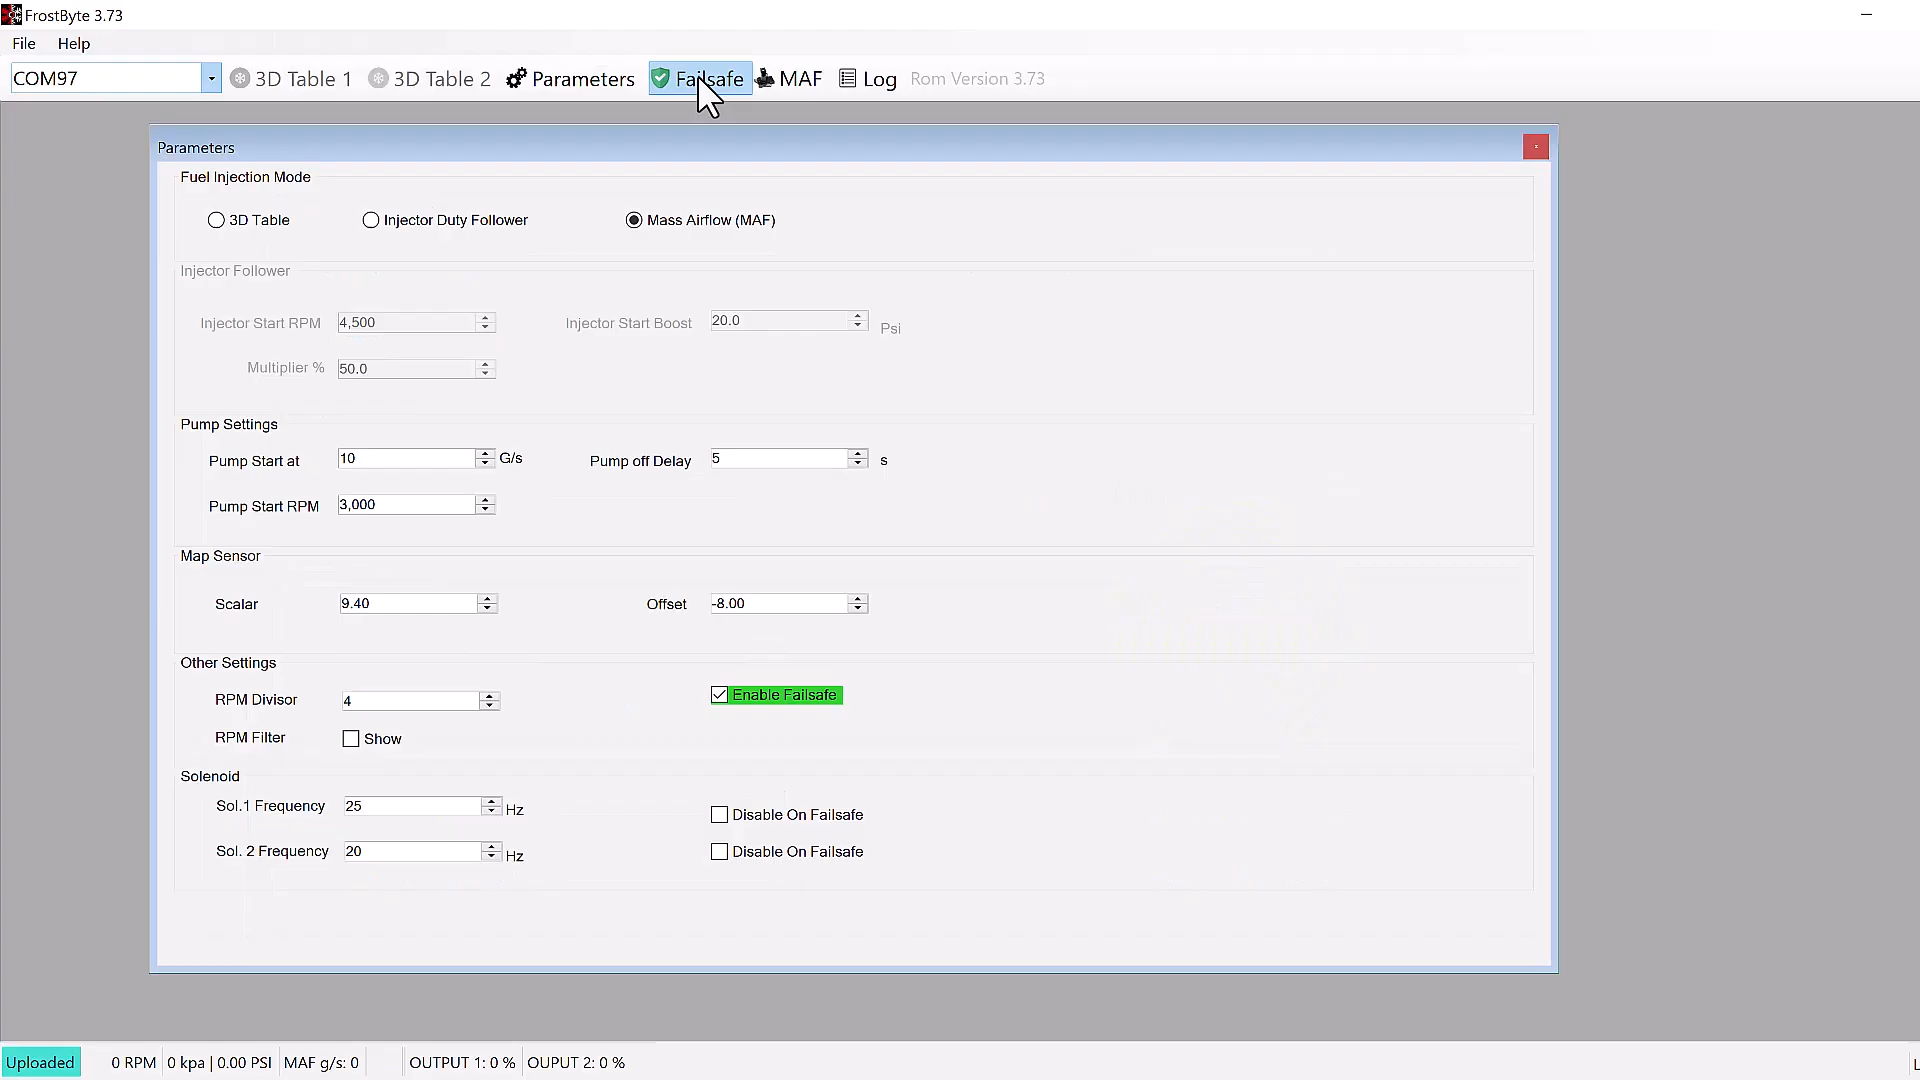 FrostByte 3.73
File Help
COM97 3D Table 1 3D Table 2 Parameters Failsafe MAF Log Rom Version 3.73
Parameters
Fuel Injection Mode
3D Table Injector Duty Follower Mass Airflow (MAF)
Injector Follower
Injector Start RPM 4,500 Injector Start Boost 20.0 Psi
Multiplier % 50.0
Pump Settings
Pump Start at 10 G/s Pump off Delay 5 s
Pump Start RPM 3,000
Map Sensor
Scalar 9.40 Offset -8.00
Other Settings
RPM Divisor 4 Enable Failsafe
RPM Filter Show
Solenoid
Sol.1 Frequency 25 Hz Disable On Failsafe
Sol. 2 Frequency 20 Hz Disable On Failsafe
Uploaded 0 RPM 0 kpa | 0.00 PSI MAF g/s: 0 OUTPUT 1: 0 % OUPUT 2: 0 %